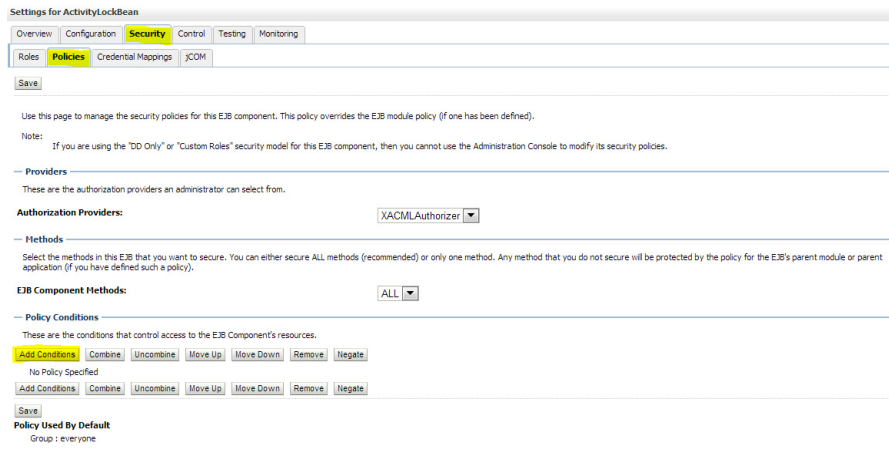 Settings for ActivityLockBean
Overview Configuration Security Control Testing Monitoring
Roles Policies Credential Mappings jCOM
Save
Use this page to manage the security policies for this EJB component. This policy overrides the EJB module policy (if one has been defined).
Note:
If you are using the "DD Only" or "Custom Roles" security model for this EJB component, then you cannot use the Administration Console to modify its security policies.
Providers
These are the authorization providers an administrator can select from.
Authorization Providers: XACMLAuthorizer
Methods
Select the methods in this EJB that you want to secure. You can either secure ALL methods (recommended) or only one method. Any method that you do not secure will be protected by the policy for the EJB's parent module or parent
application (if you have defined such a policy).
EJB Component Methods: ALL
Policy Conditions
These are the conditions that control access to the EJB Component's resources.
Add Conditions Combine Uncombine Move Up Move Down Remove Negate
No Policy Specified
Add Conditions Combine Uncombine Move Up Move Down Remove Negate
Save
Policy Used By Default
Group : everyone